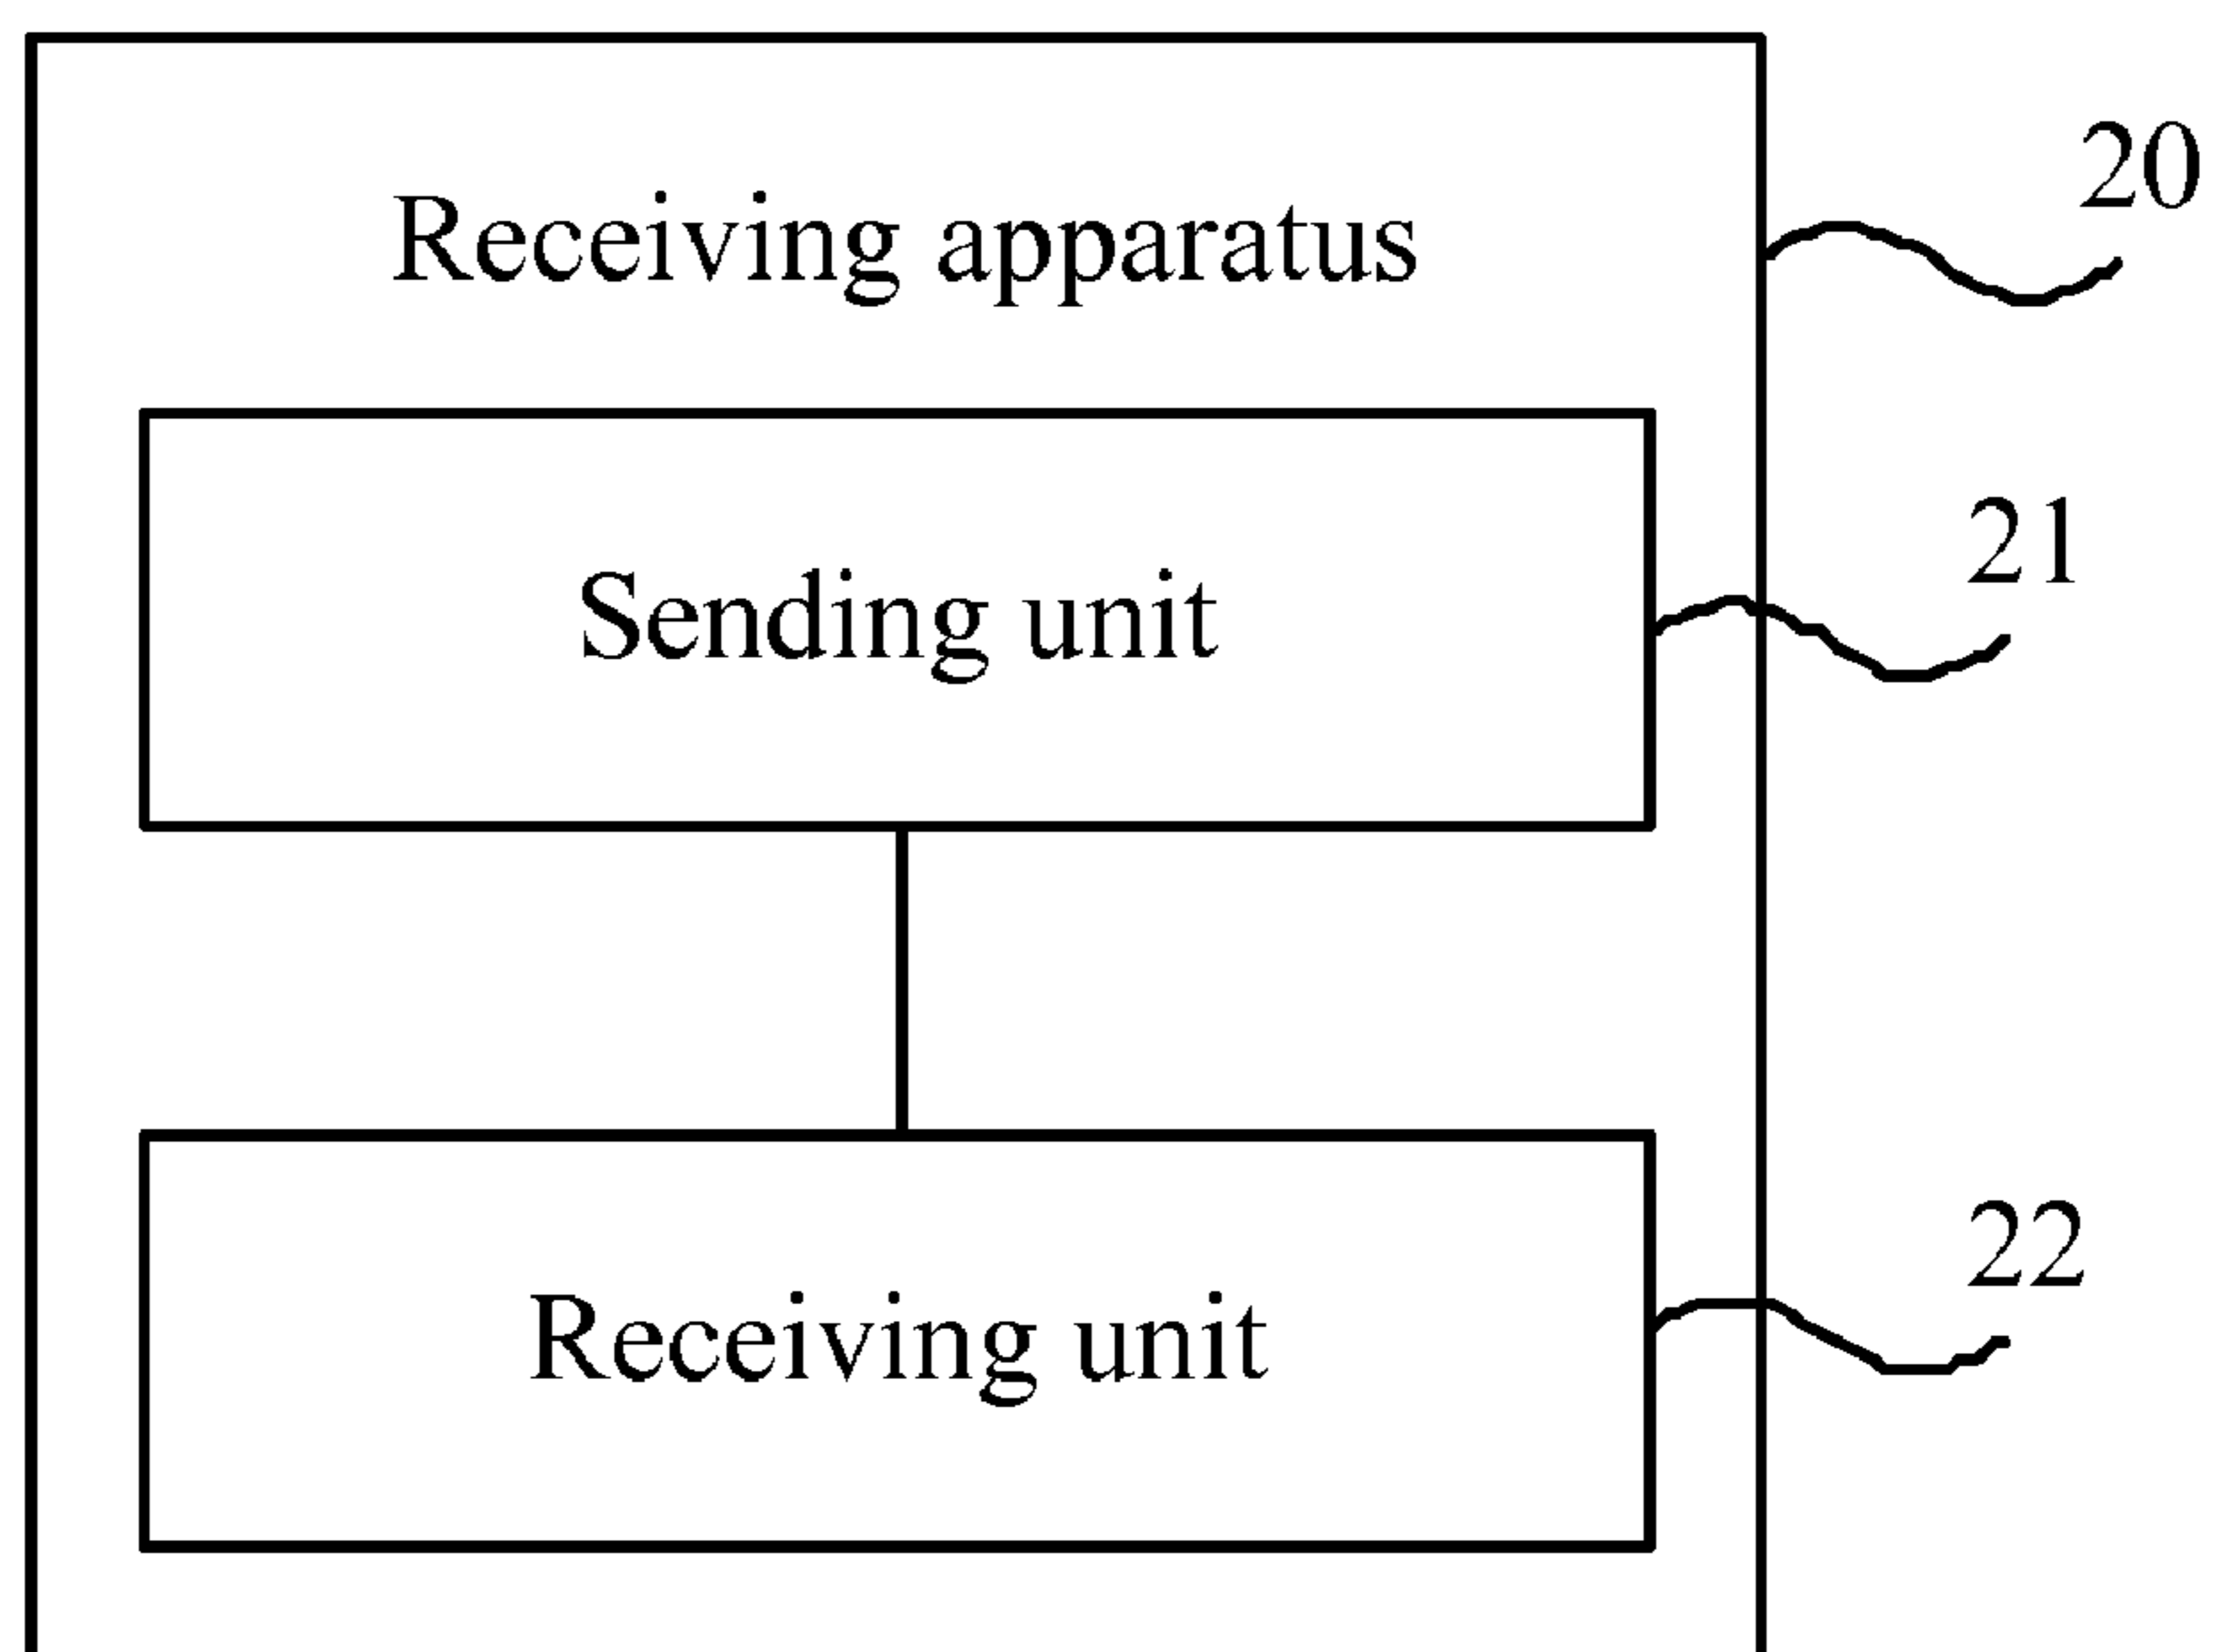 20
Receiving apparatus
21
Sending unit
22
Receiving unit